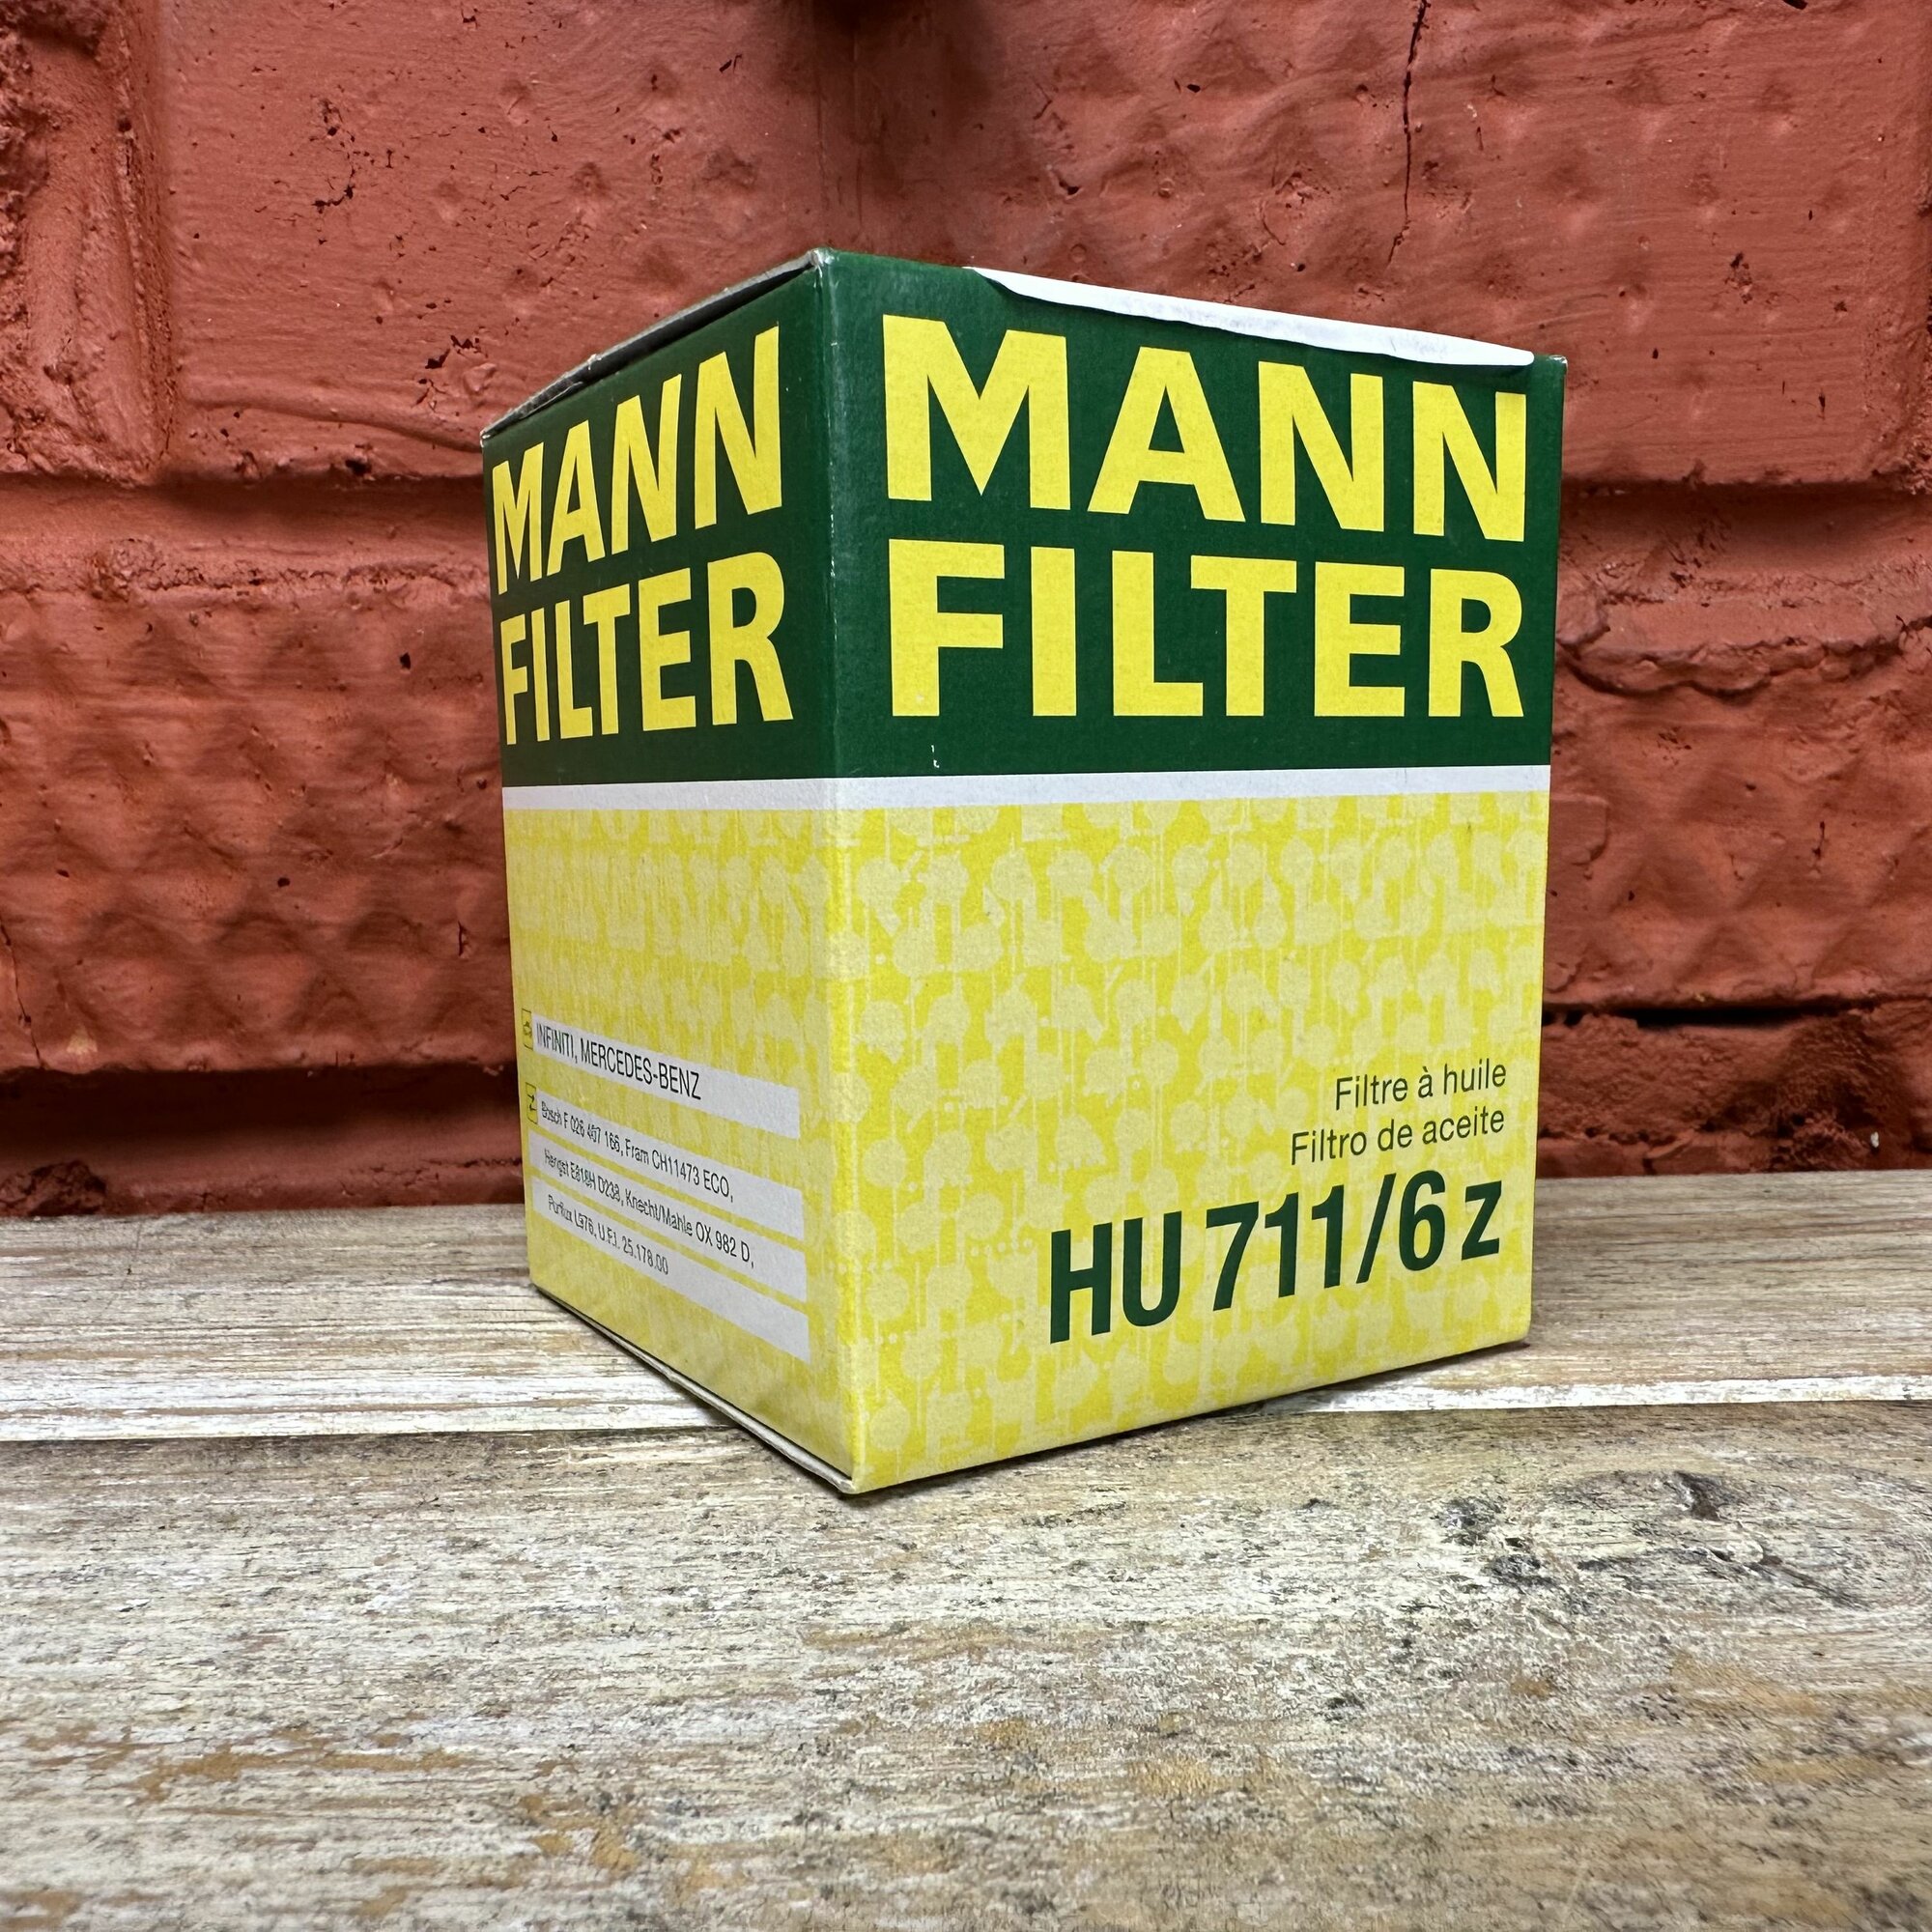 MANN
FILTER
INFINITI, MERCEDES-BENZ
Bosch F 026 407 166, Fram CH11473 ECO,
Hengst E818H D238, Knecht/Mahle OX 982 D,
Purflux L976, U.F.I. 25.178.00
MANN
FILTER
Filtre à huile
Filtro de aceite
HU 711/6 z